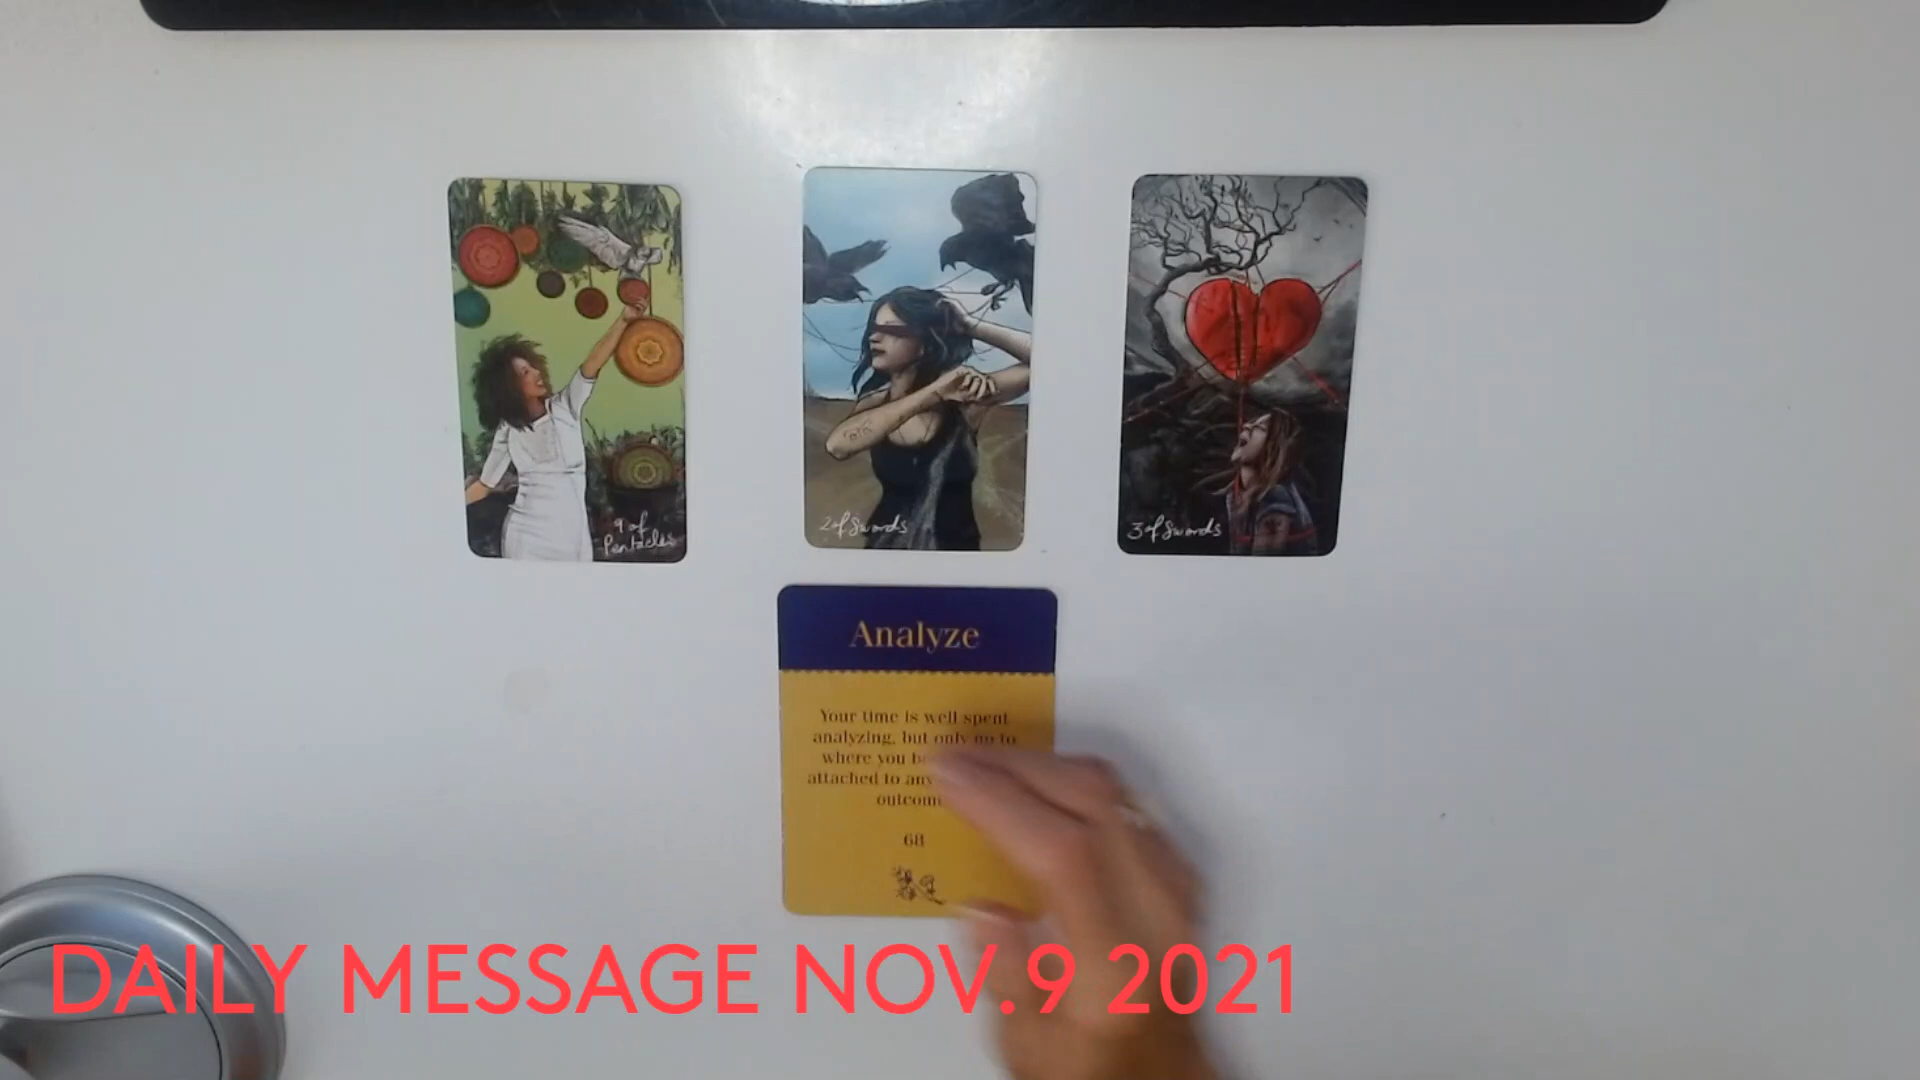 9 of
Pentacles
2 of Swords
3 of Swords
Analyze
Your time is well spent
analyzing, but only up to
where you
attached to
68
DAILY MESSAGE NOV.9 2021